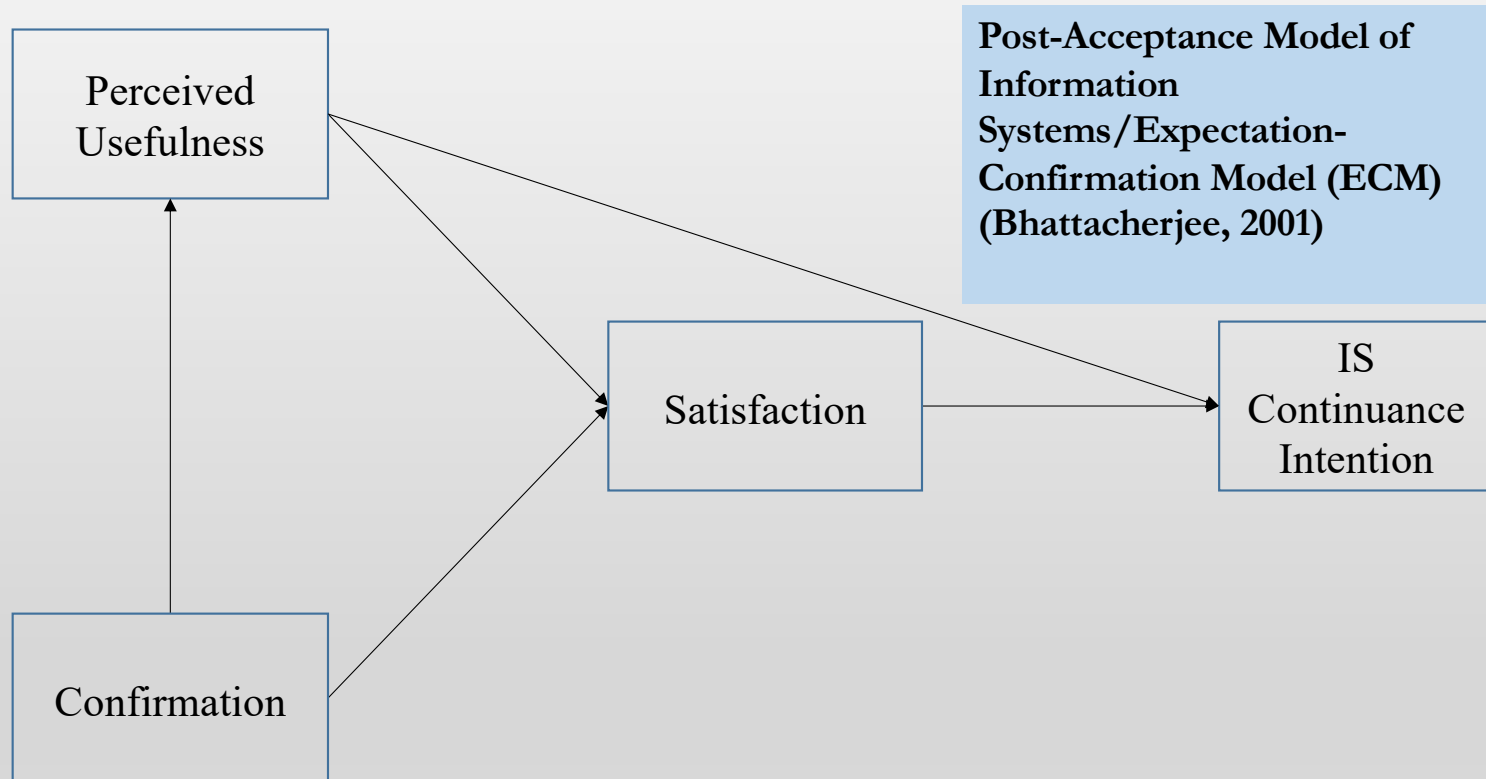 Post-Acceptance Model of
Information
Systems/Expectation-
Confirmation Model (ECM)
(Bhattacherjee, 2001)
Perceived
Usefulness
Satisfaction
IS
Continuance
Intention
Confirmation